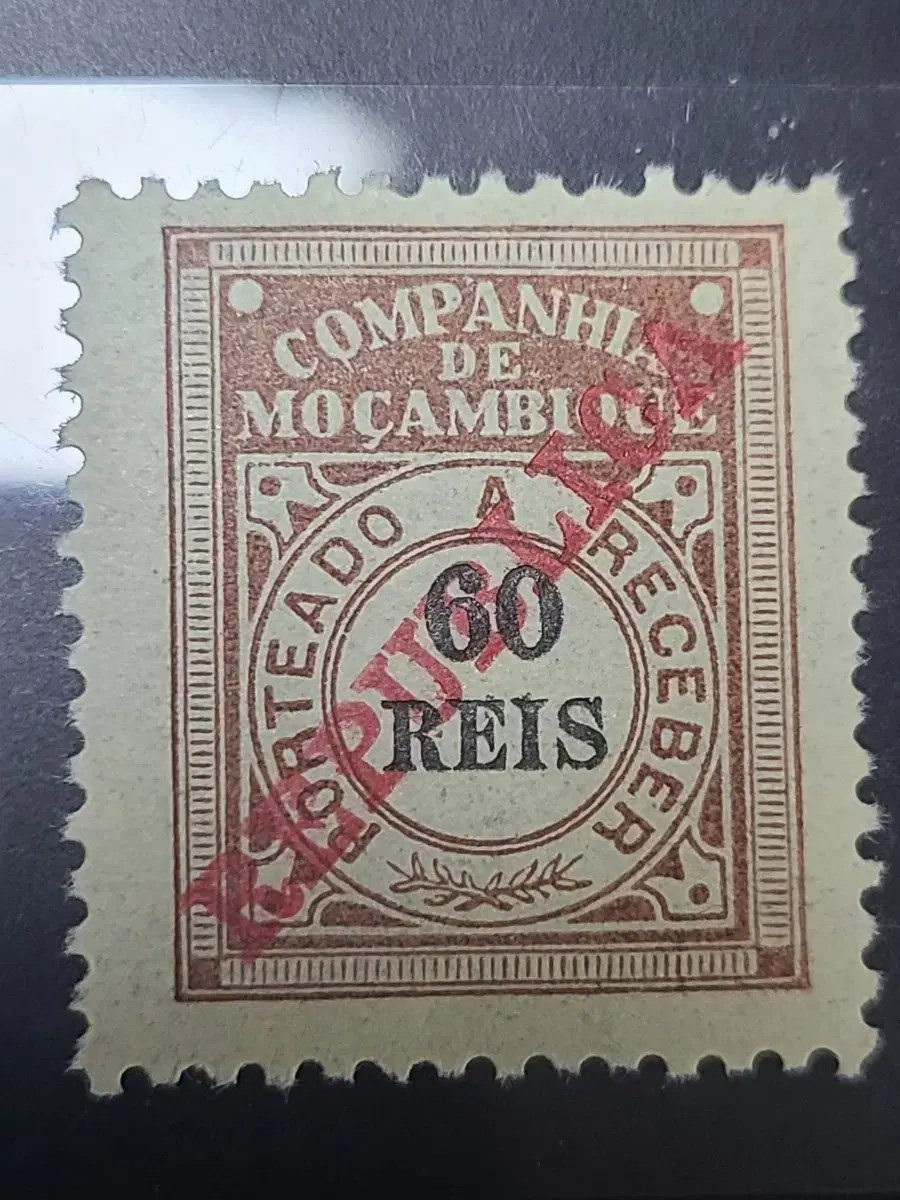 COMPANHIA
DE
MOÇAMBIQUE
PORTEADO A RECEBER
60
REIS
REPUBLICA